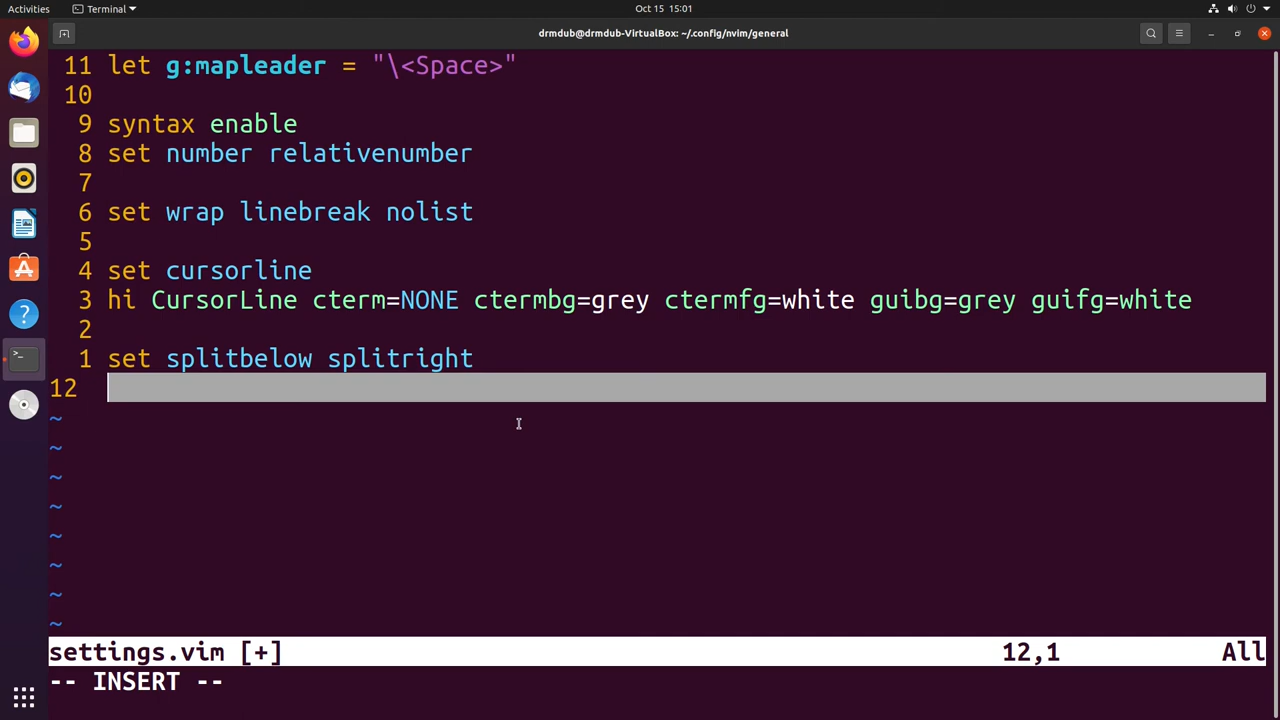 Activities Terminal Oct 15 15:01
drmdub@drmdub-VirtualBox: ~/.config/nvim/general
11 let g:mapleader = "\<Space>"
10
9 syntax enable
8 set number relativenumber
7
6 set wrap linebreak nolist
5
4 set cursorline
3 hi CursorLine cterm=NONE ctermbg=grey ctermfg=white guibg=grey guifg=white
2
1 set splitbelow splitright
12
~
~
~
~
~
~
~
~
settings.vim [+] 12,1 All
-- INSERT --